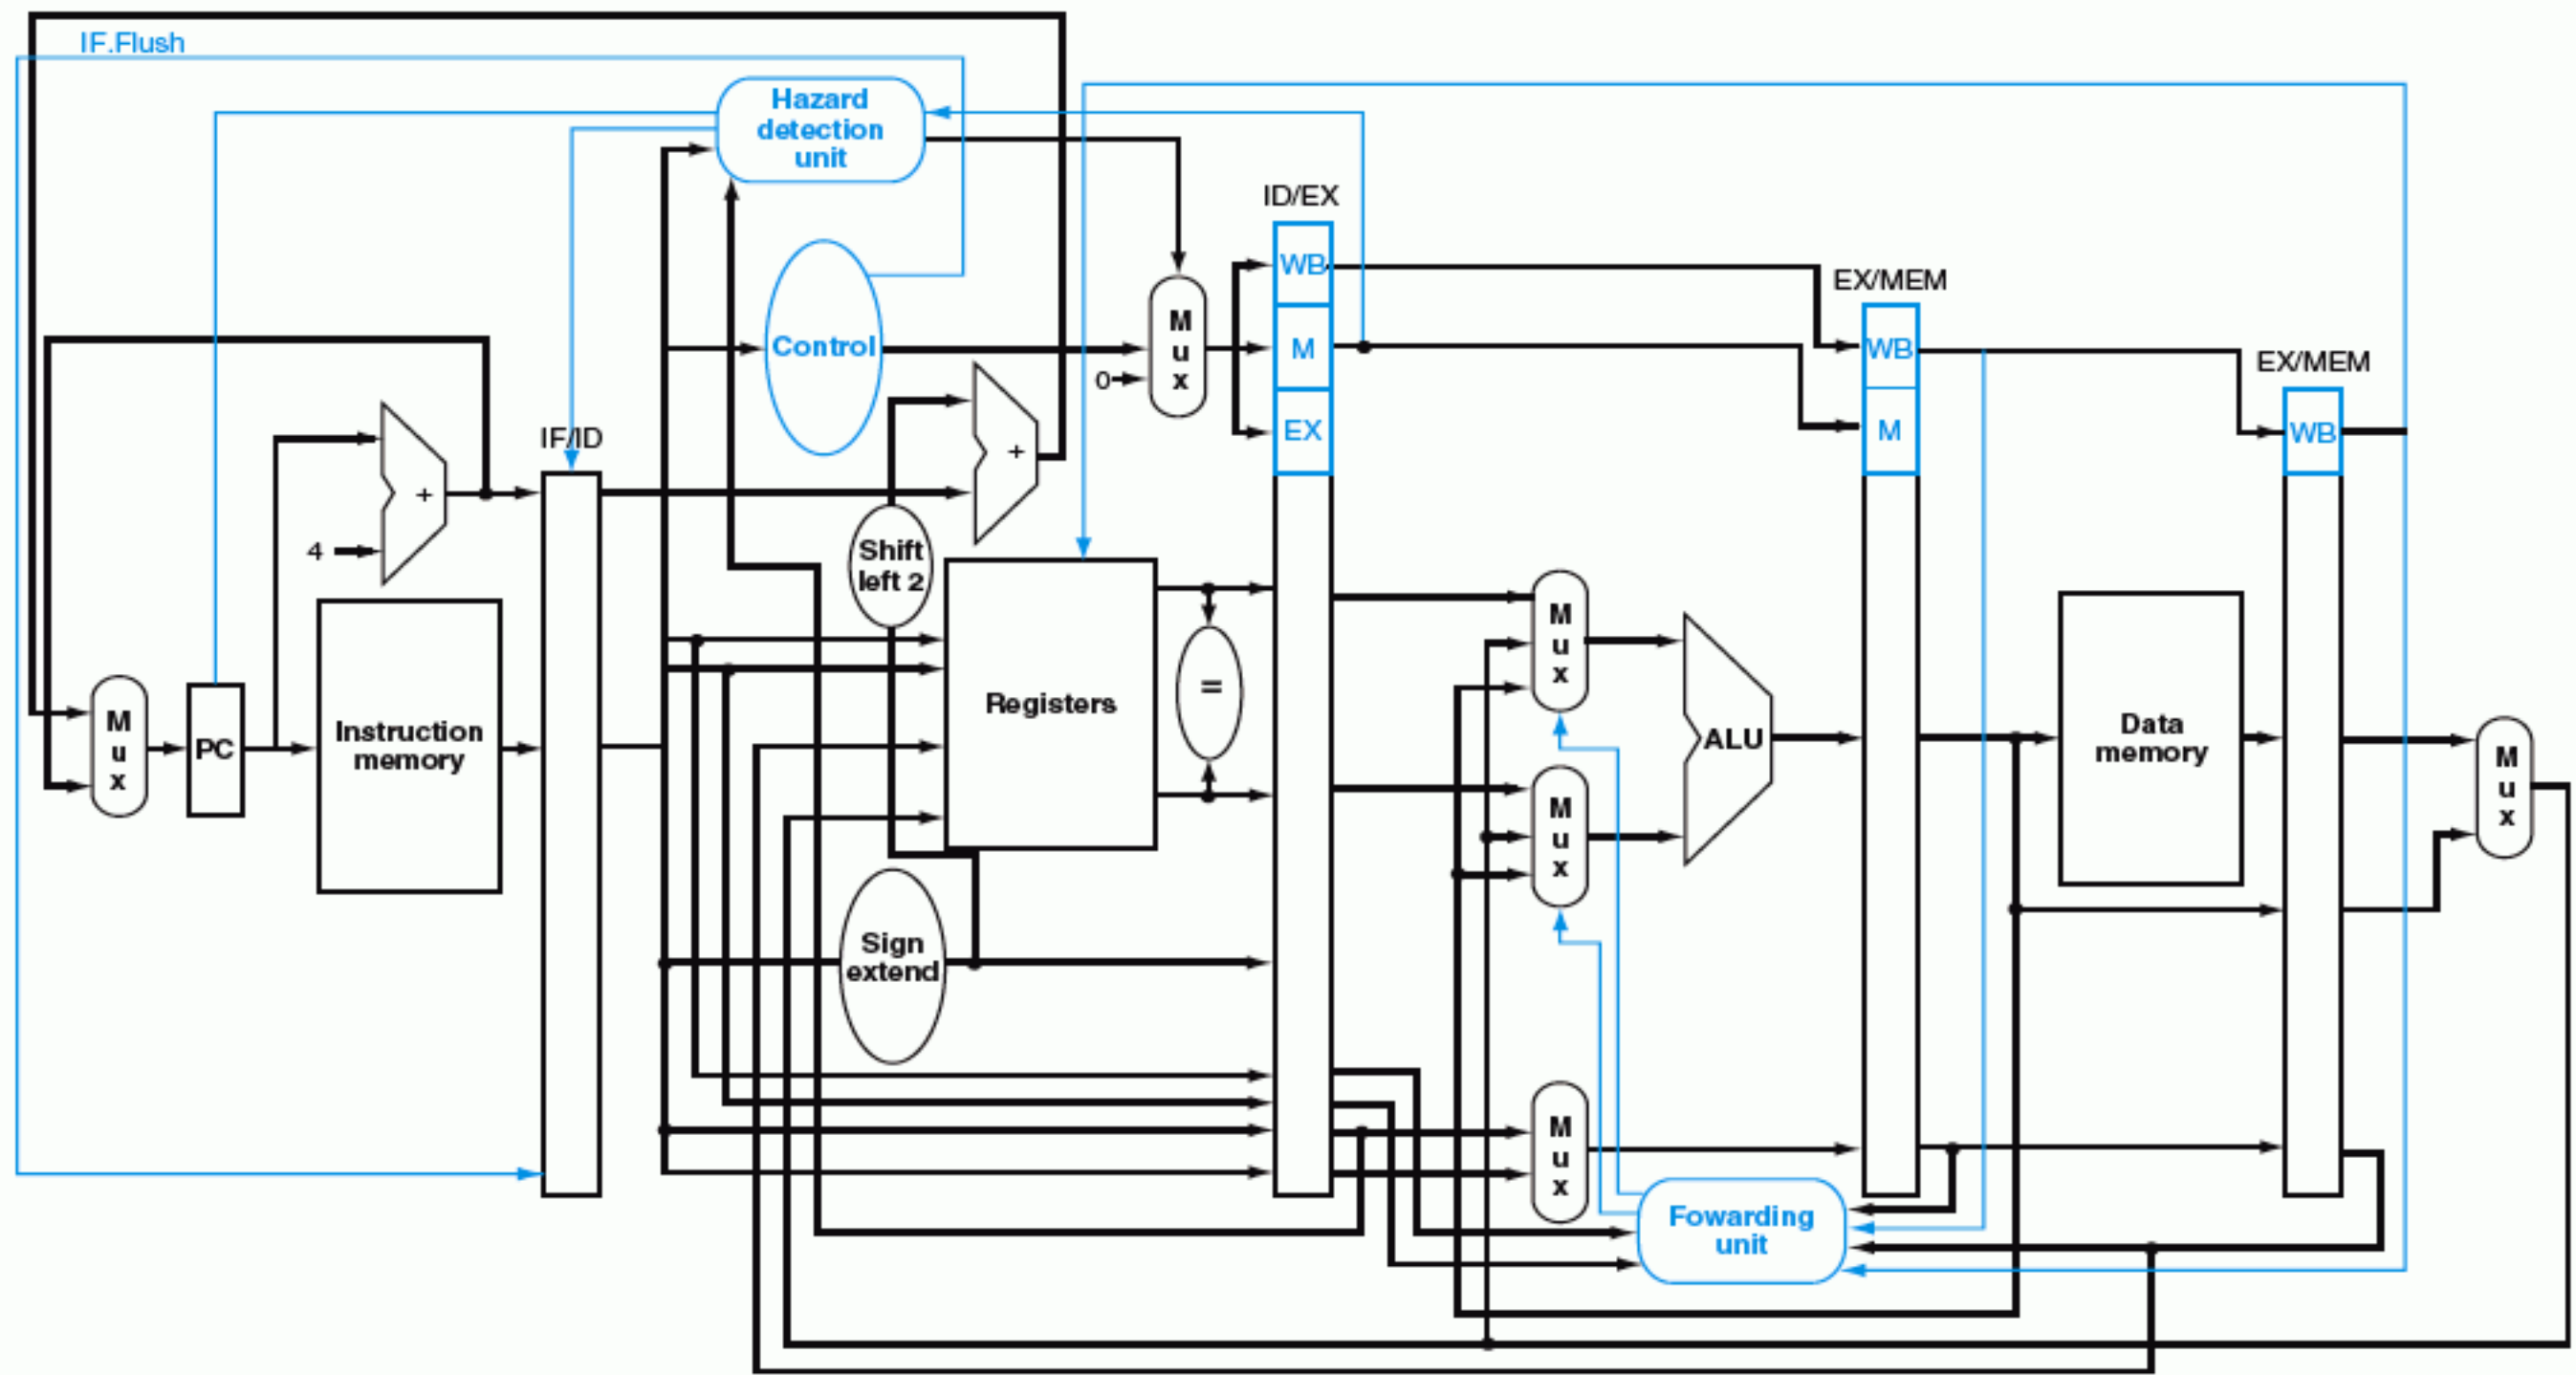 IF.Flush
Hazard
detection
unit
ID/EX
WB
M
EX
EX/MEM
WB
M
EX/MEM
WB
Control
M
u
x
0
+
IF/ID
+
4
Shift
left 2
Registers
=
M
u
x
PC
Instruction
memory
Sign
extend
M
u
x
M
u
x
ALU
Data
memory
M
u
x
M
u
x
Fowarding
unit